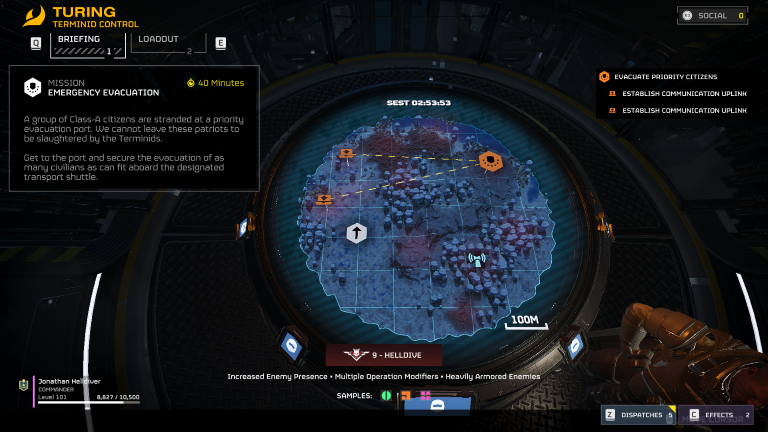 TURING
TERMINID CONTROL
SOCIAL 0
Q
BRIEFING
1
LOADOUT
2
E
MISSION
EMERGENCY EVACUATION
40 Minutes
A group of Class-A citizens are stranded at a priority
evacuation port. We cannot leave these patriots to
be slaughtered by the Terminids.
Get to the port and secure the evacuation of as
many civilians as can fit aboard the designated
transport shuttle.
EVACUATE PRIORITY CITIZENS
ESTABLISH COMMUNICATION UPLINK
ESTABLISH COMMUNICATION UPLINK
SEST 02:53:53
100M
9 - HELLDIVE
Increased Enemy Presence • Multiple Operation Modifiers • Heavily Armored Enemies
SAMPLES:
Jonathan Helldiver
COMMANDER
Level 101
8,827 / 10,500
Z DISPATCHES 5
C EFFECTS 2